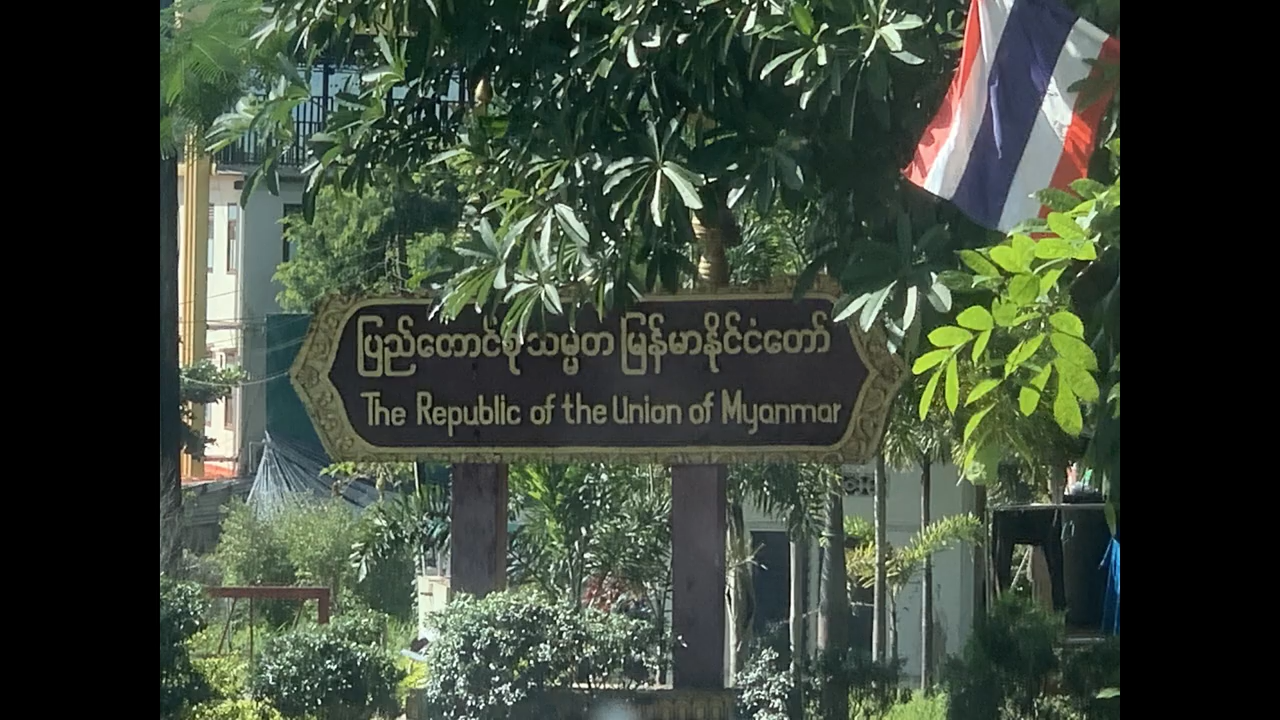 ပြည်ထောင်စု သမ္မတ မြန်မာနိုင်ငံတော်
The Republic of the Union of Myanmar